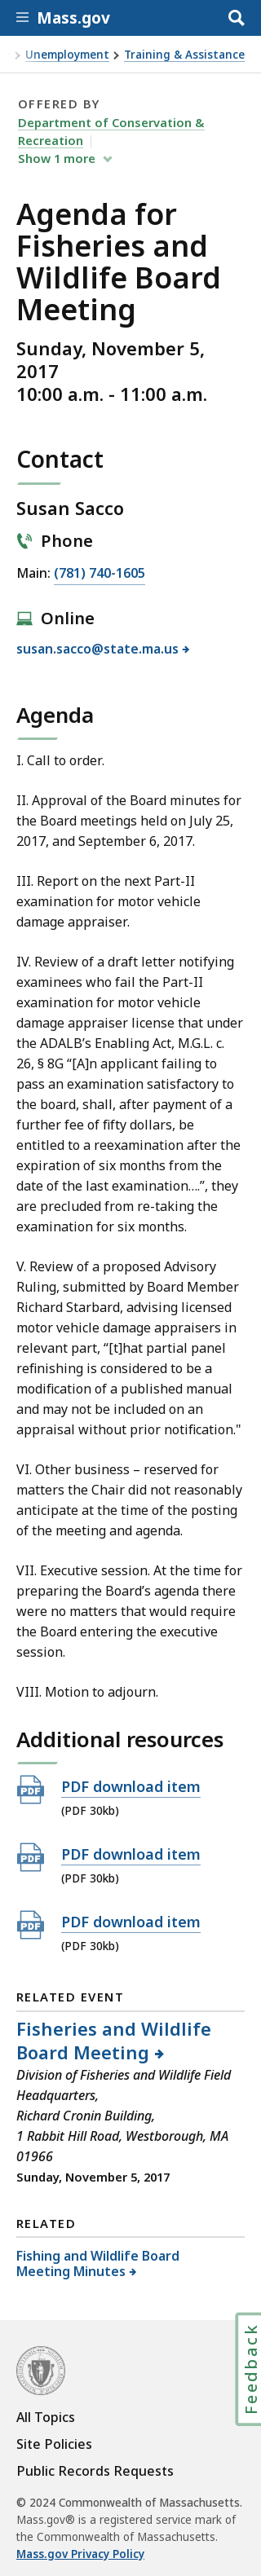 Mass.gov
Unemployment
Training & Assistance
OFFERED BY
Department of Conservation &
Recreation
Show 1 more
Agenda for
Fisheries and
Wildlife Board
Meeting
Sunday, November 5,
2017
10:00 a.m. - 11:00 a.m.
Contact
Susan Sacco
Phone
Main: (781) 740-1605
Online
susan.sacco@state.ma.us
Agenda
I. Call to order.
II. Approval of the Board minutes for
the Board meetings held on July 25,
2017, and September 6, 2017.
III. Report on the next Part-II
examination for motor vehicle
damage appraiser.
IV. Review of a draft letter notifying
examinees who fail the Part-II
examination for motor vehicle
damage appraiser license that under
the ADALB’s Enabling Act, M.G.L. c.
26, § 8G “[A]n applicant failing to
pass an examination satisfactory to
the board, shall, after payment of a
further fee of fifty dollars, be
entitled to a reexamination after the
expiration of six months from the
date of the last examination….”, they
are precluded from re-taking the
examination for six months.
V. Review of a proposed Advisory
Ruling, submitted by Board Member
Richard Starbard, advising licensed
motor vehicle damage appraisers in
relevant part, “[t]hat partial panel
refinishing is considered to be a
modification of a published manual
and may not be included on an
appraisal without prior notification."
VI. Other business – reserved for
matters the Chair did not reasonably
anticipate at the time of the posting
of the meeting and agenda.
VII. Executive session. At the time for
preparing the Board’s agenda there
were no matters that would require
the Board entering the executive
session.
VIII. Motion to adjourn.
Additional resources
PDF
PDF download item
(PDF 30kb)
PDF
PDF download item
(PDF 30kb)
PDF
PDF download item
(PDF 30kb)
RELATED EVENT
Fisheries and Wildlife
Board Meeting
Division of Fisheries and Wildlife Field
Headquarters,
Richard Cronin Building,
1 Rabbit Hill Road, Westborough, MA
01966
Sunday, November 5, 2017
RELATED
Fishing and Wildlife Board
Meeting Minutes
Feedback
All Topics
Site Policies
Public Records Requests
© 2024 Commonwealth of Massachusetts.
Mass.gov® is a registered service mark of
the Commonwealth of Massachusetts.
Mass.gov Privacy Policy